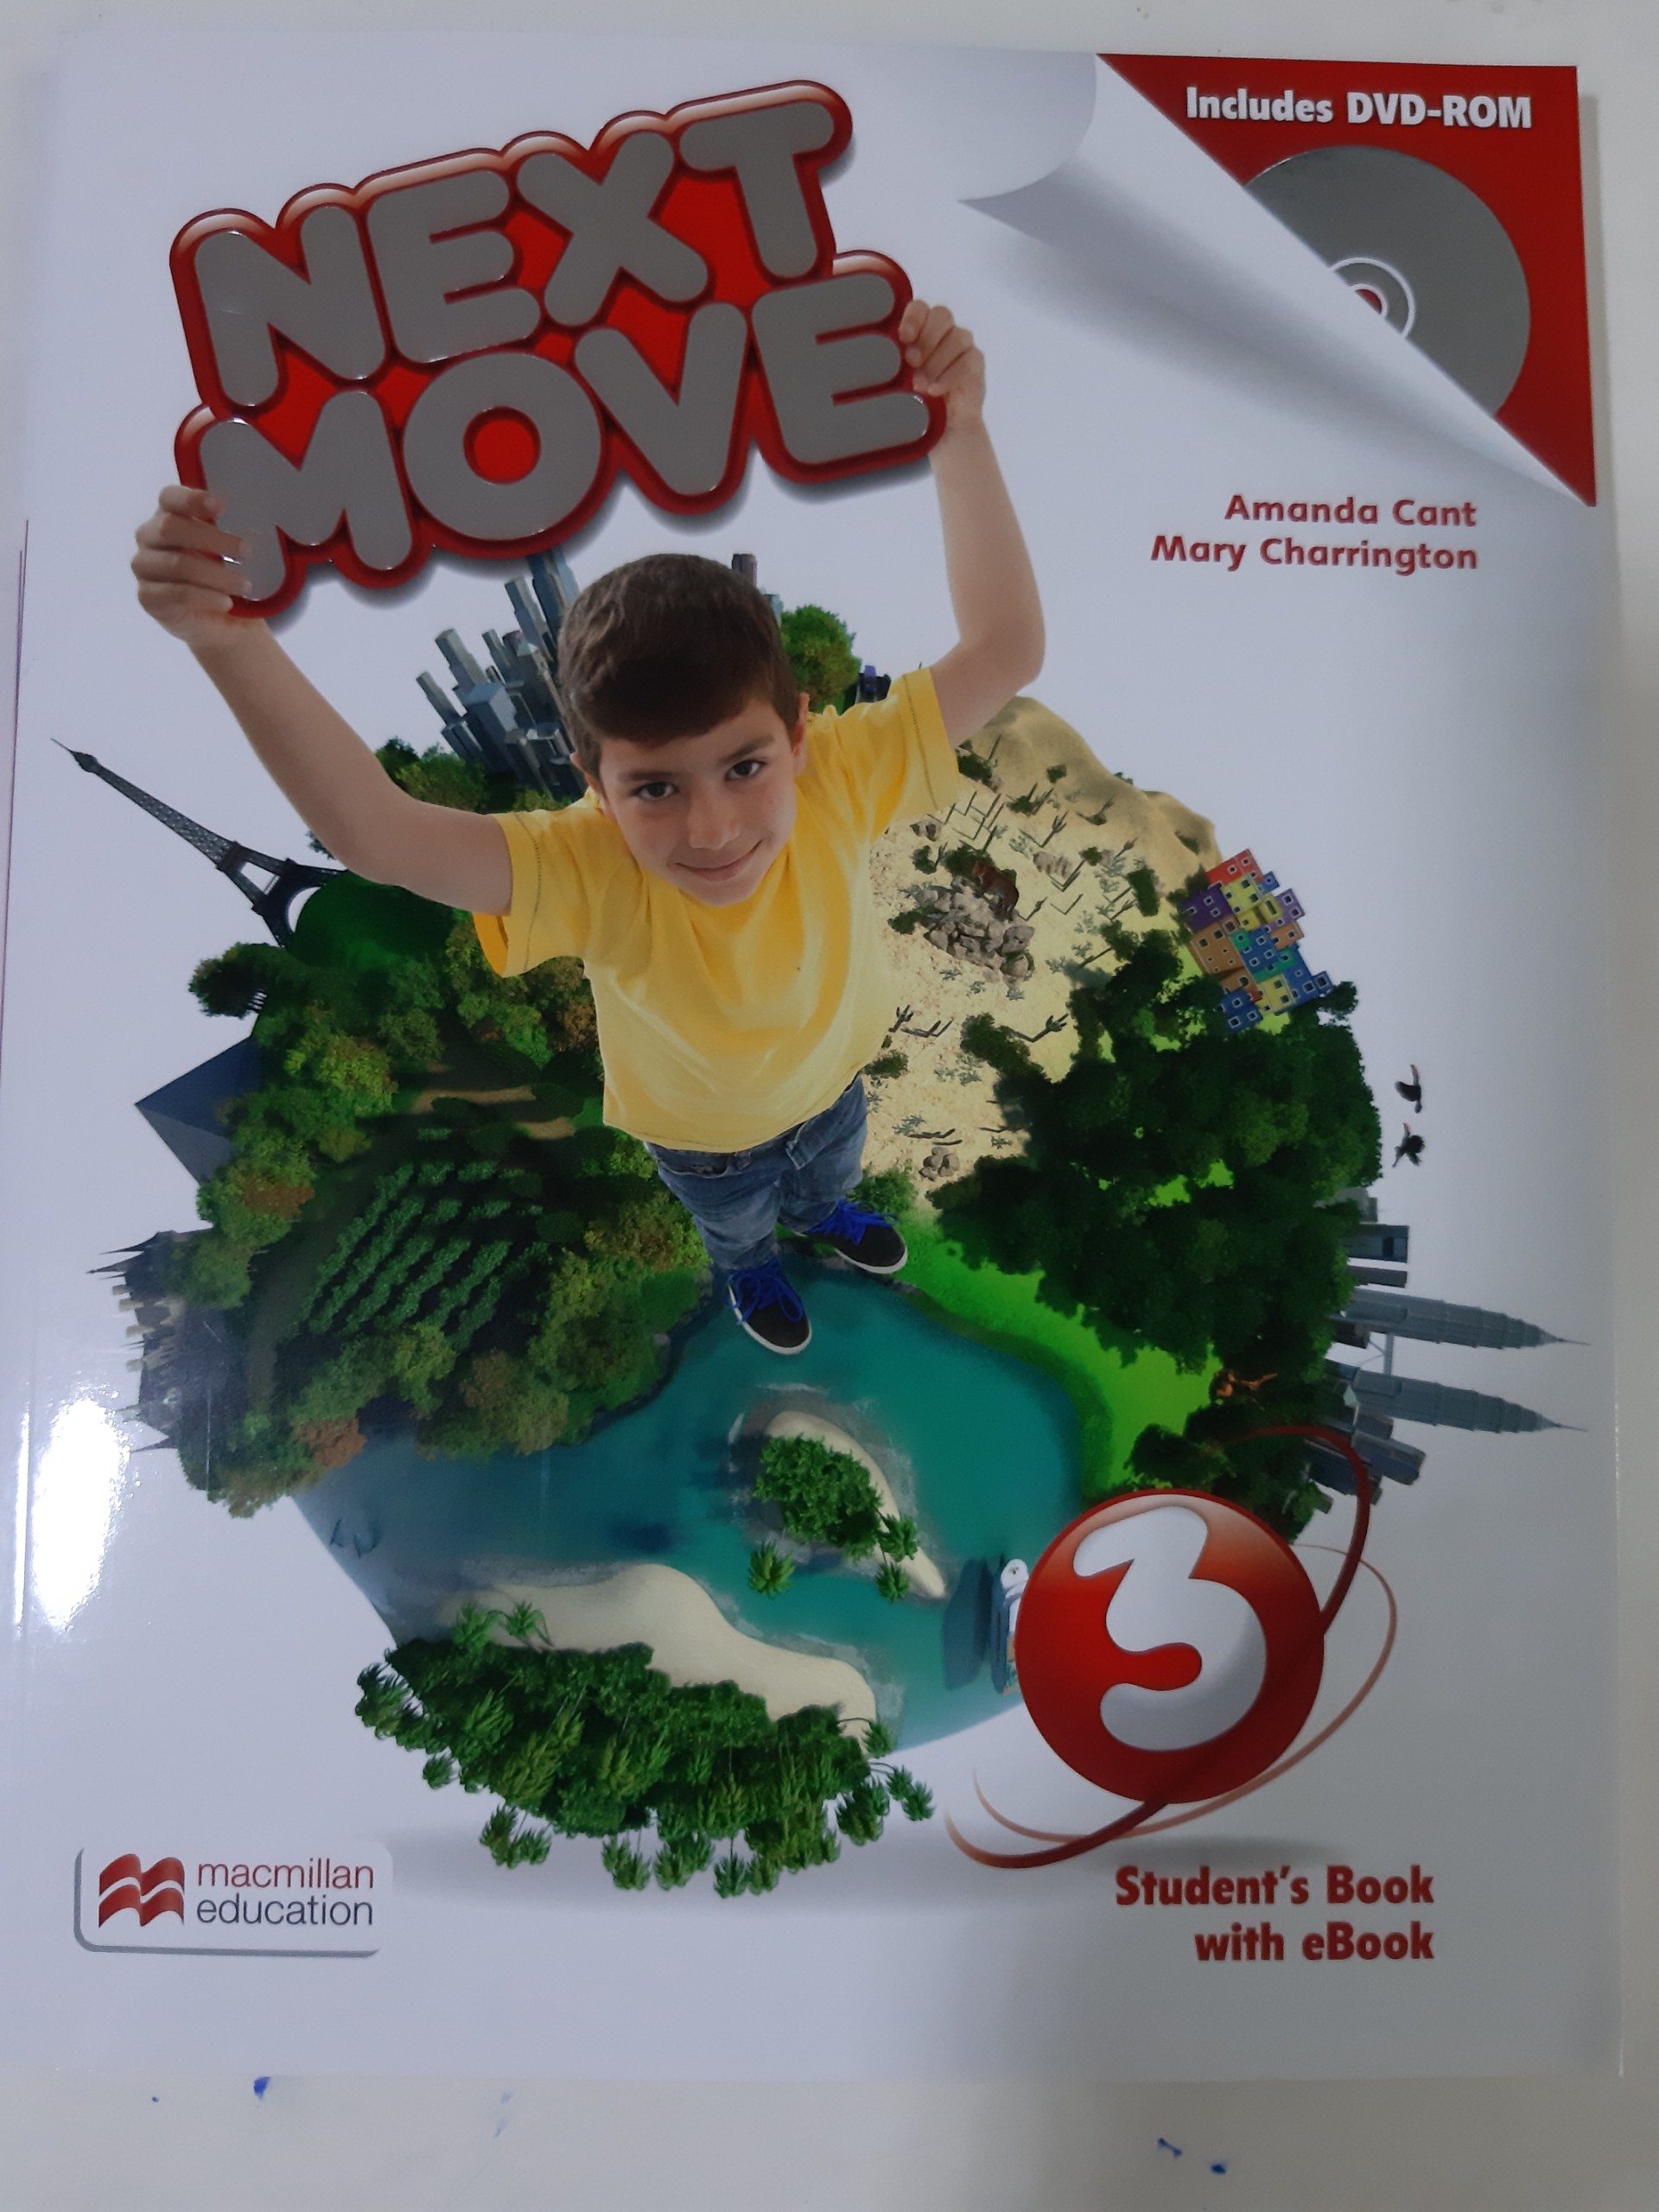 Includes DVD-ROM
NEXT
MOVE
Amanda Cant
Mary Charrington
3
Student's Book
with eBook
macmillan
education